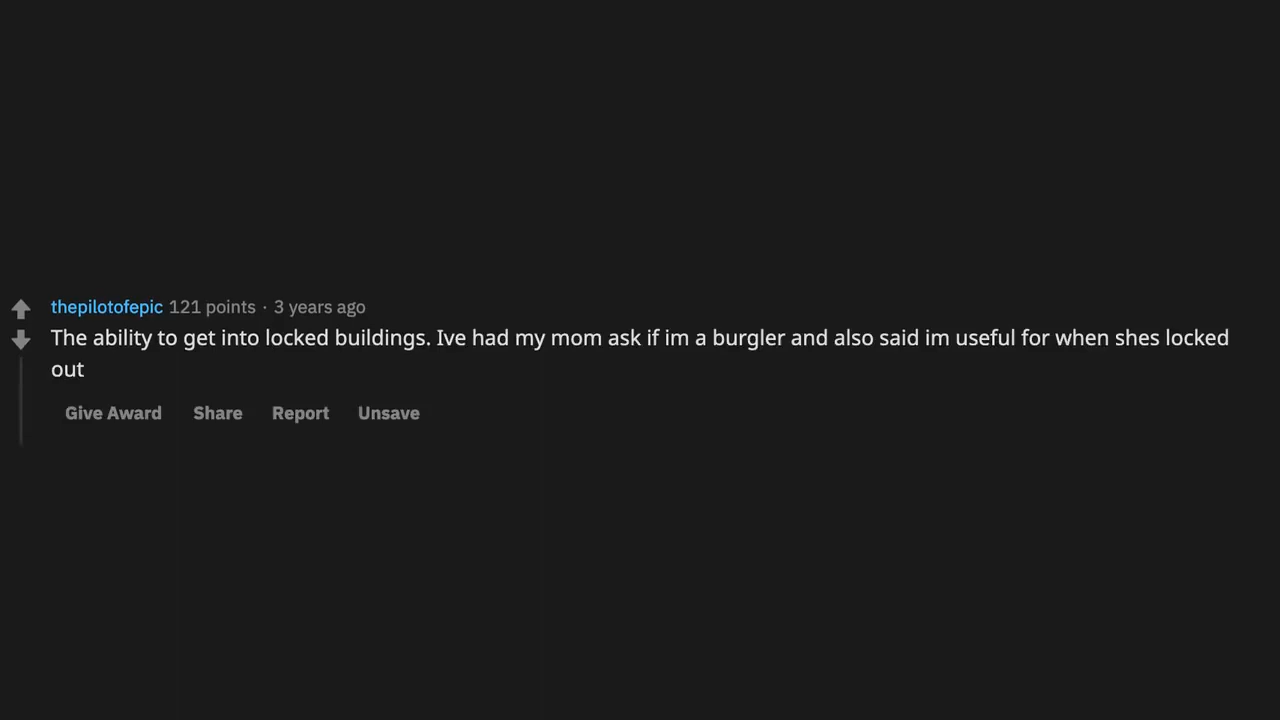 thepilotofepic 121 points · 3 years ago
The ability to get into locked buildings. Ive had my mom ask if im a burgler and also said im useful for when shes locked
out
Give Award Share Report Unsave